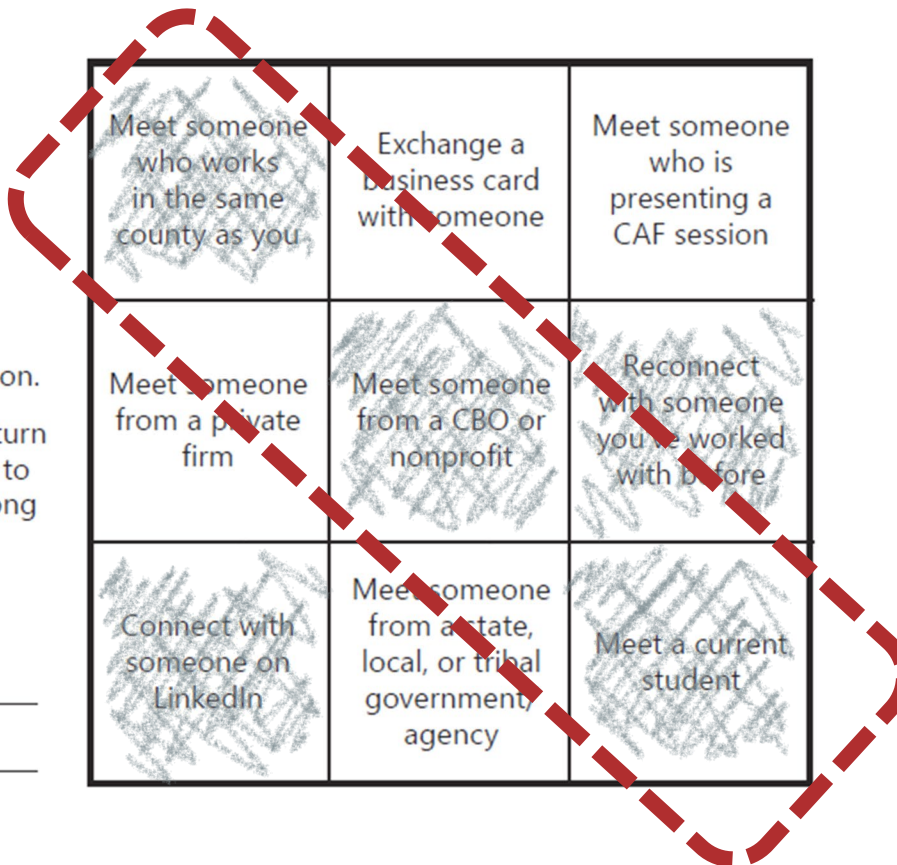 Meet someone
who works
in the same
county as you
Exchange a
business card
with someone
Meet someone
who is
presenting a
CAF session
on.
turn
to
ong
Meet someone
from a private
firm
Meet someone
from a CBO or
nonprofit
Reconnect
with someone
you've worked
with before
Connect with
someone on
LinkedIn
Meet someone
from a state,
local, or tribal
government
agency
Meet a current
student